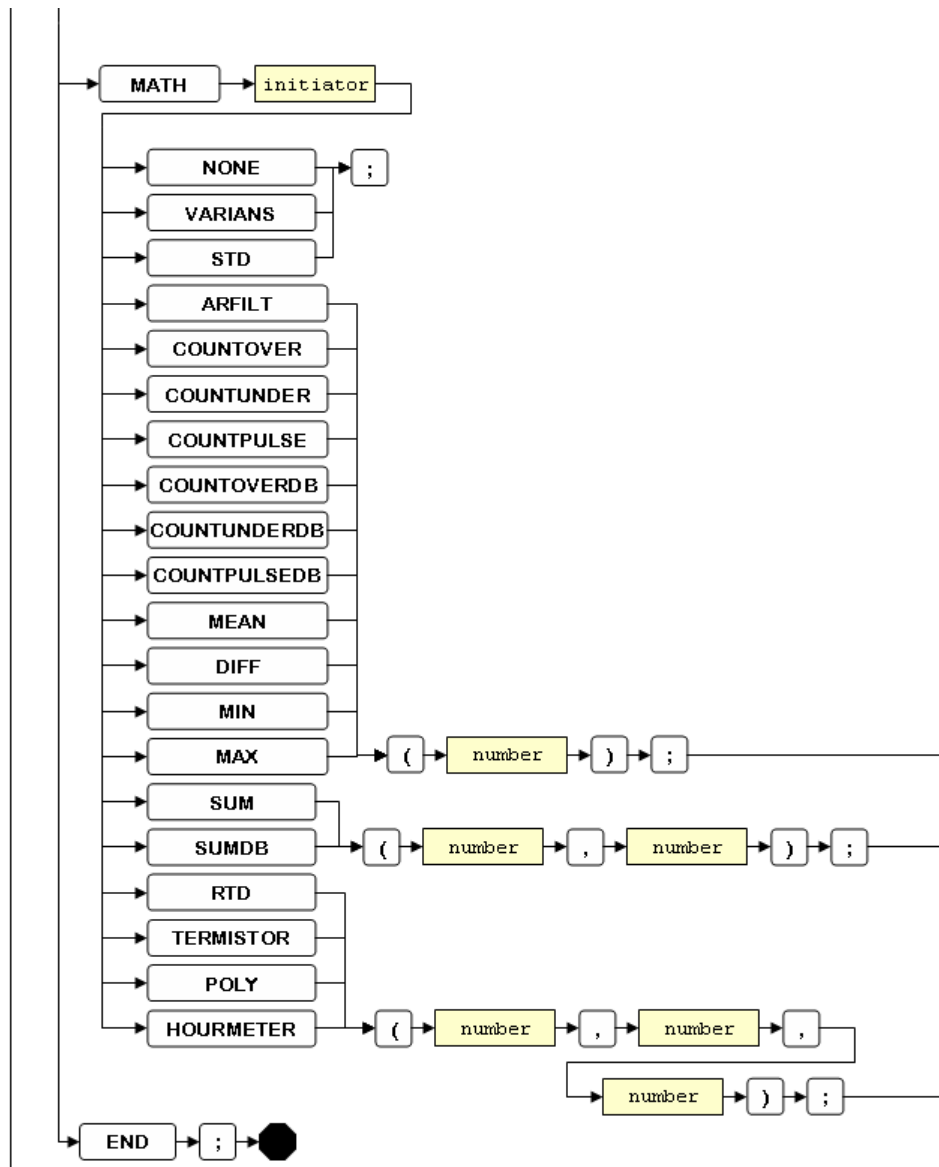 MATH initiator
NONE ;
VARIANS
STD
ARFILT
COUNTOVER
COUNTUNDER
COUNTPULSE
COUNTOVERDB
COUNTUNDERDB
COUNTPULSEDB
MEAN
DIFF
MIN
MAX ( number ) ;
SUM
SUMDB ( number , number ) ;
RTD
TERMISTOR
POLY
HOURMETER ( number , number ,
number ) ;
END ;